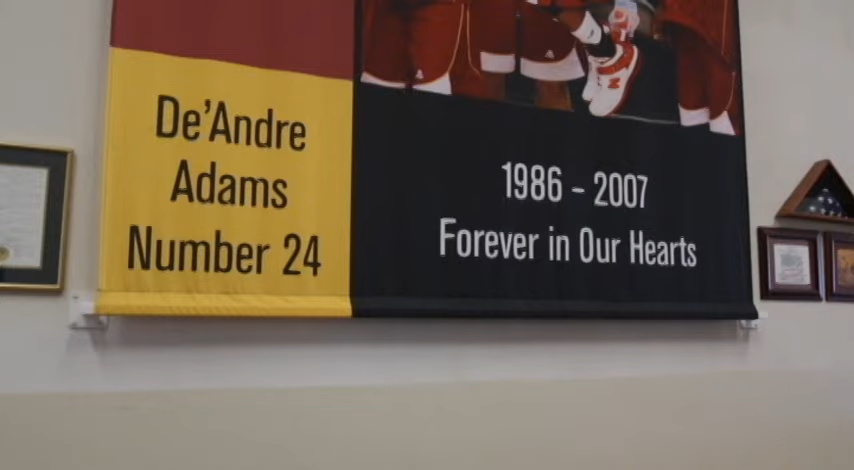 De'Andre
Adams
Number 24
1986 - 2007
Forever in Our Hearts